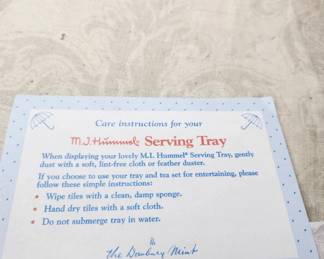 Care instructions for your
M.I. Hummel Serving Tray
When displaying your lovely M.I. Hummel® Serving Tray, gently
dust with a soft, lint-free cloth or feather duster.
If you choose to use your tray and tea set for entertaining, please
follow these simple instructions:
• Wipe tiles with a clean, damp sponge.
• Hand dry tiles with a soft cloth.
• Do not submerge tray in water.
the Danbury Mint